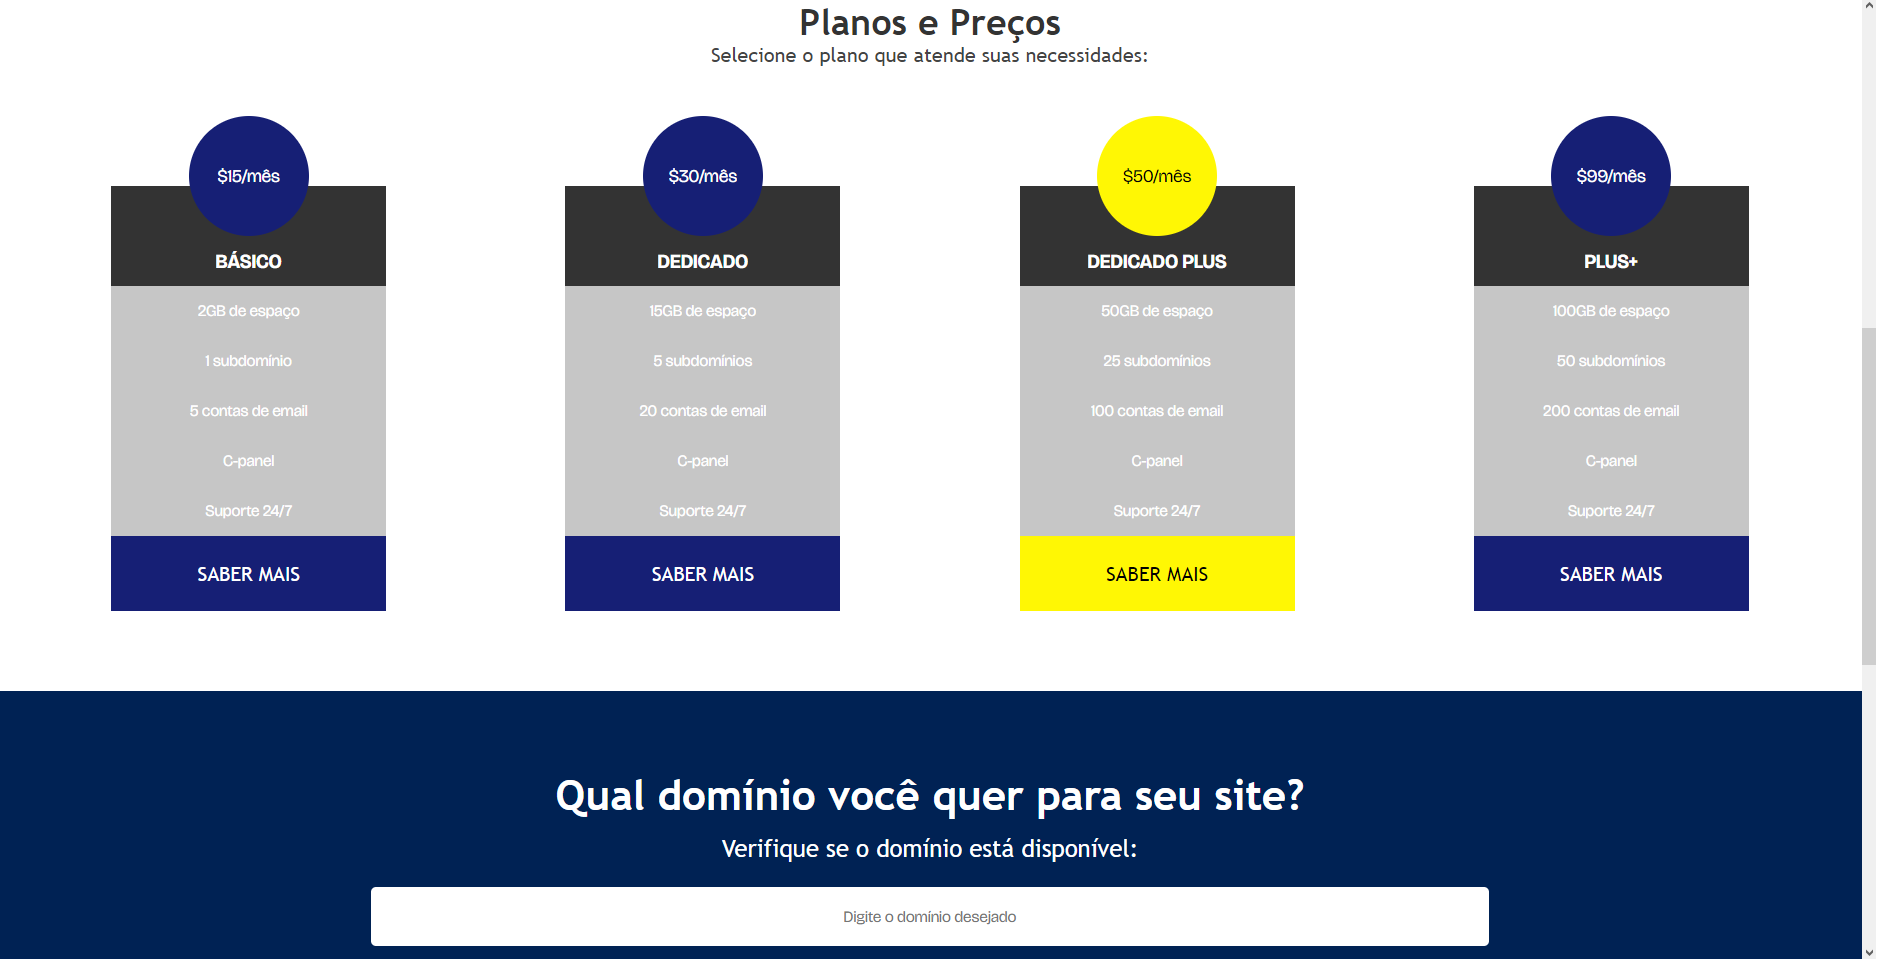 Planos e Preços
Selecione o plano que atende suas necessidades:
$15/mês
BÁSICO
2GB de espaço
1 subdomínio
5 contas de email
C-panel
Suporte 24/7
SABER MAIS
$30/mês
DEDICADO
15GB de espaço
5 subdomínios
20 contas de email
C-panel
Suporte 24/7
SABER MAIS
$50/mês
DEDICADO PLUS
50GB de espaço
25 subdomínios
100 contas de email
C-panel
Suporte 24/7
SABER MAIS
$99/mês
PLUS+
100GB de espaço
50 subdomínios
200 contas de email
C-panel
Suporte 24/7
SABER MAIS
Qual domínio você quer para seu site?
Verifique se o domínio está disponível:
Digite o domínio desejado